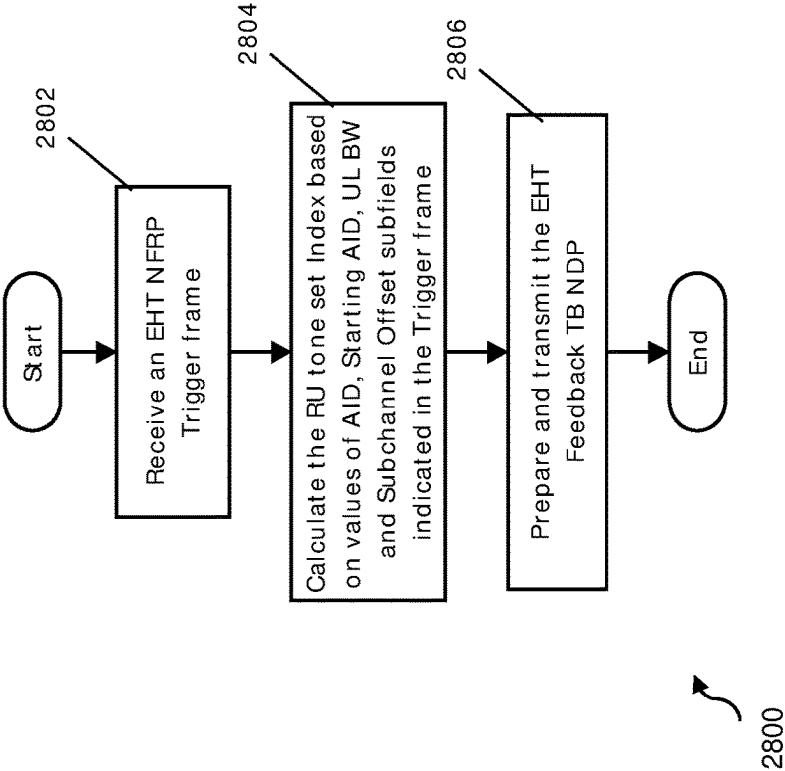 Start
2802
Receive an EHT NFRP
Trigger frame
2804
Calculate the RU tone set Index based
on values of AID, Starting AID, UL BW
and Subchannel Offset subfields
indicated in the Trigger frame
2806
Prepare and transmit the EHT
Feedback TB NDP
End
2800